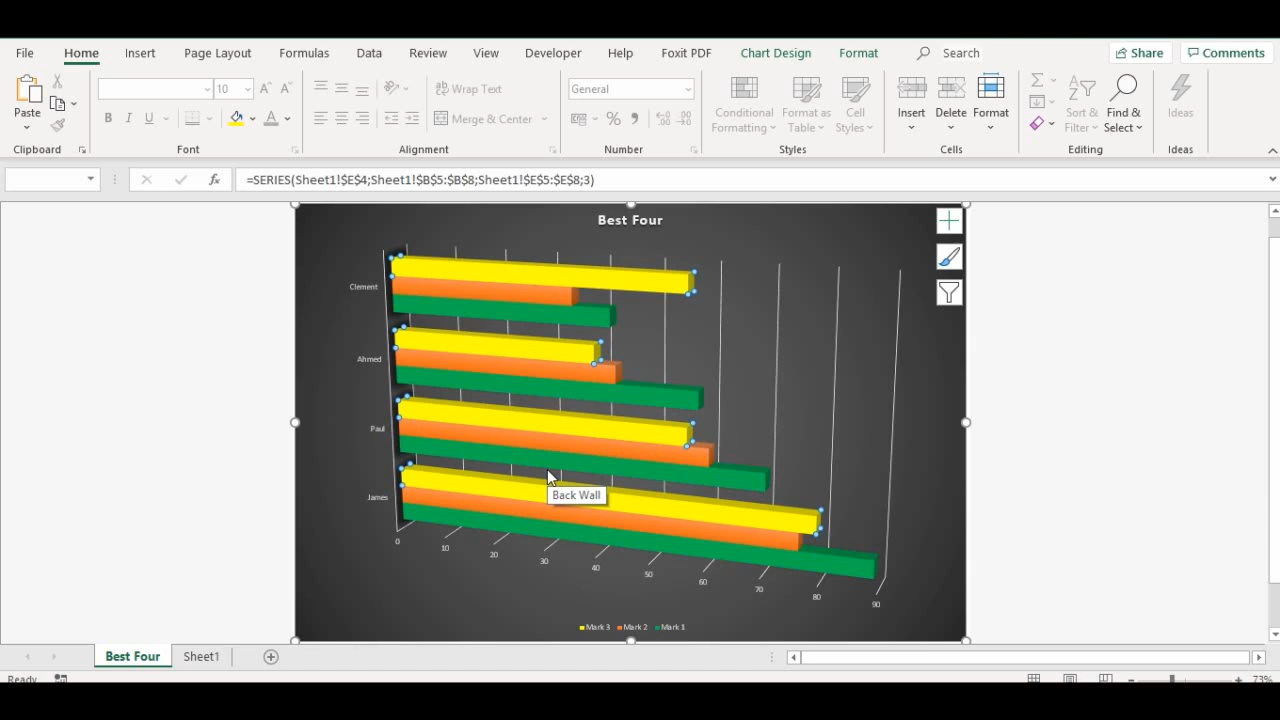 File Home Insert Page Layout Formulas Data Review View Developer Help Foxit PDF Chart Design Format Search Share Comments
Paste
10
B I U
Wrap Text
Merge & Center
General
Conditional Formatting
Format as Table
Cell Styles
Insert
Delete
Format
Sort & Filter
Find & Select
Ideas
Clipboard Font Alignment Number Styles Cells Editing Ideas
fx =SERIES(Sheet1!$E$4;Sheet1!$B$5:$B$8;Sheet1!$E$5:$E$8;3)
Best Four
Clement
Ahmed
Paul
James
Back Wall
0 10 20 30 40 50 60 70 80 90
Mark 3 Mark 2 Mark 1
Best Four Sheet1
Ready 73%